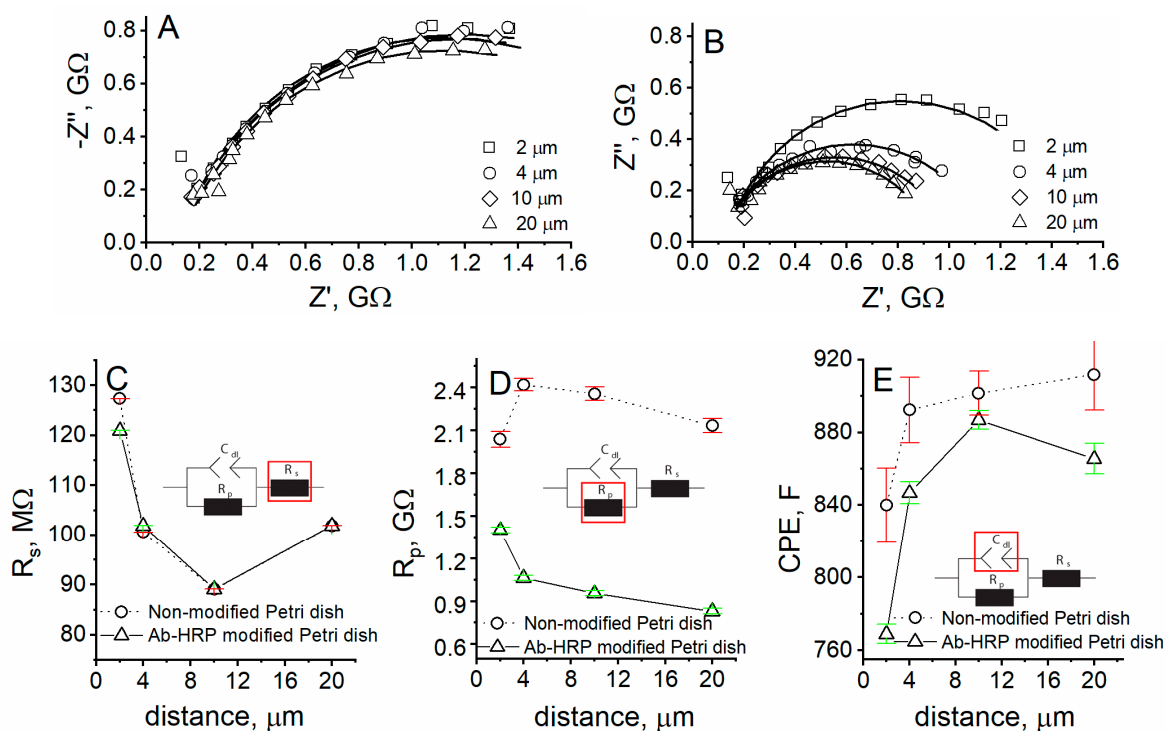 A
-Z", GΩ
0.8
0.6
0.4
0.2
0.0
2 μm
4 μm
10 μm
20 μm
0.0 0.2 0.4 0.6 0.8 1.0 1.2 1.4 1.6
Z', GΩ
B
Z", GΩ
0.8
0.6
0.4
0.2
0.0
2 μm
4 μm
10 μm
20 μm
0.0 0.2 0.4 0.6 0.8 1.0 1.2 1.4 1.6
Z', GΩ
C
R_s, MΩ
130
120
110
100
90
80
C_dl
R_p
R_s
Non-modified Petri dish
Ab-HRP modified Petri dish
0 4 8 12 16 20
distance, μm
D
R_p, GΩ
2.4
2.1
1.8
1.5
1.2
0.9
0.6
C_dl
R_p
R_s
Non-modified Petri dish
Ab-HRP modified Petri dish
0 4 8 12 16 20
distance, μm
E
CPE, F
920
880
840
800
760
C_dl
R_p
R_s
Non-modified Petri dish
Ab-HRP modified Petri dish
0 4 8 12 16 20
distance, μm